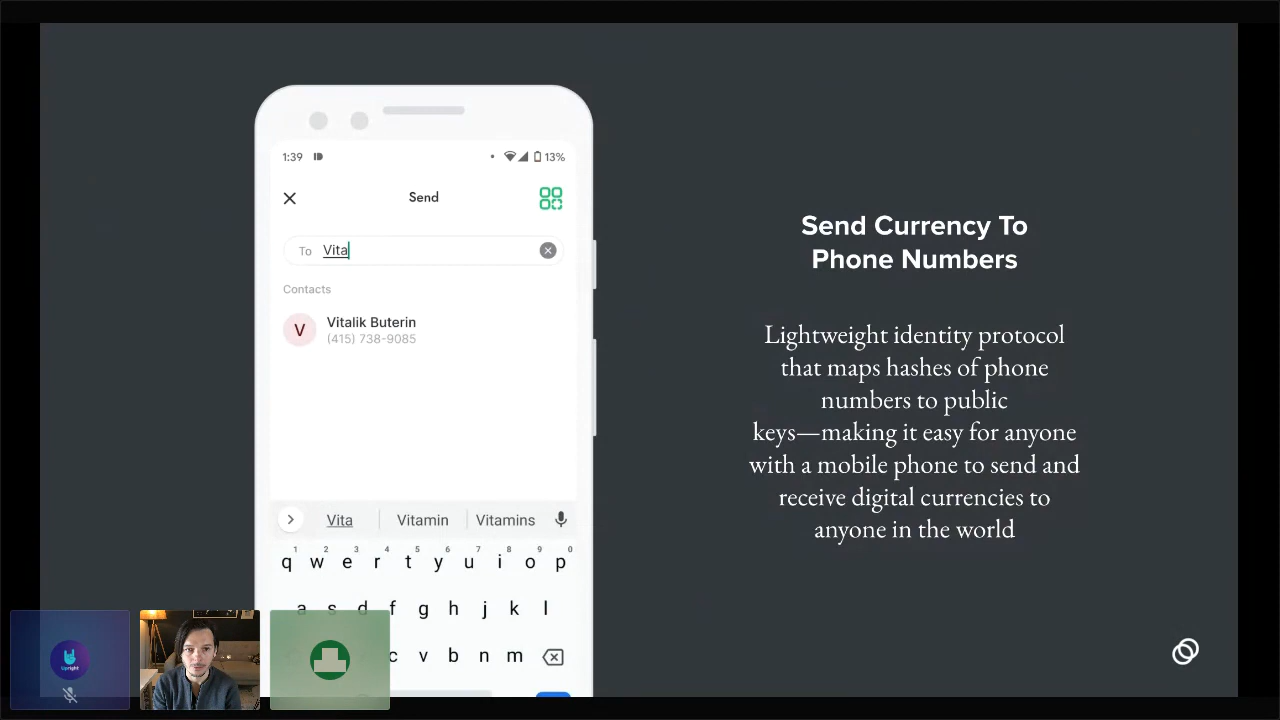 1:39
13%
Send
To Vita
Contacts
V
Vitalik Buterin
(415) 738-9085
Vita Vitamin Vitamins
1 2 3 4 5 6 7 8 9 0
q w e r t y u i o p
a s d f g h j k l
c v b n m
Send Currency To
Phone Numbers
Lightweight identity protocol
that maps hashes of phone
numbers to public
keys—making it easy for anyone
with a mobile phone to send and
receive digital currencies to
anyone in the world
Upright